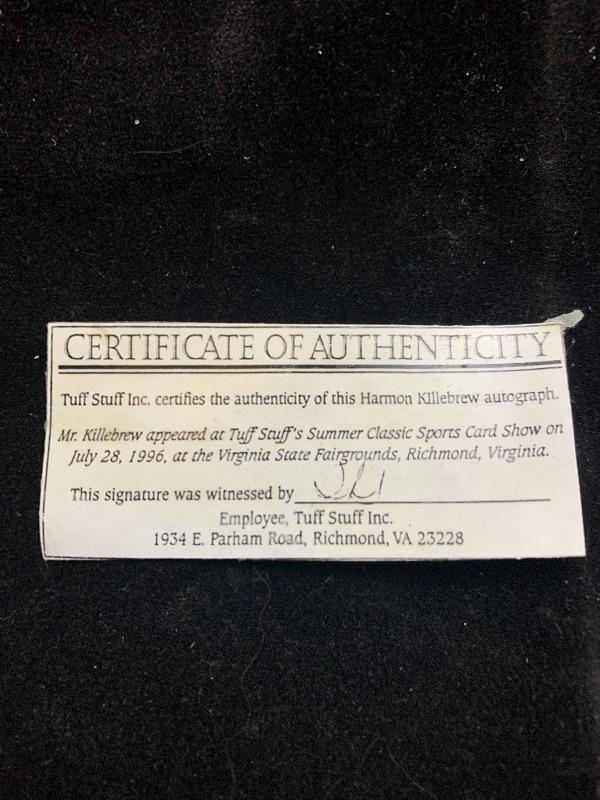 CERTIFICATE OF AUTHENTICITY
Tuff Stuff Inc. certifies the authenticity of this Harmon KIllebrew autograph.
Mr. Killebrew appeared at Tuff Stuff's Summer Classic Sports Card Show on
July 28, 1996, at the Virginia State Fairgrounds, Richmond, Virginia.
This signature was witnessed by
Employee, Tuff Stuff Inc.
1934 E. Parham Road, Richmond, VA 23228